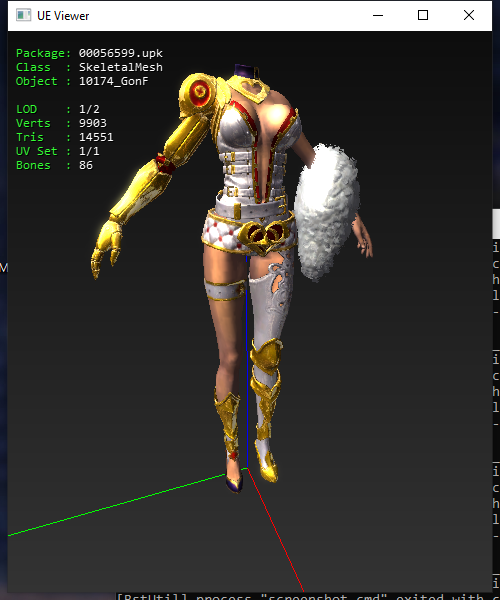 UE Viewer
Package: 00056599.upk
Class : SkeletalMesh
Object : 10174_GonF
LOD : 1/2
Verts : 9903
Tris : 14551
UV Set : 1/1
Bones : 86
M
i
c
h
l
-
i
c
h
l
-
i
c
h
l
-
i
[BstUtil] process "screenshot.cmd" exited with c